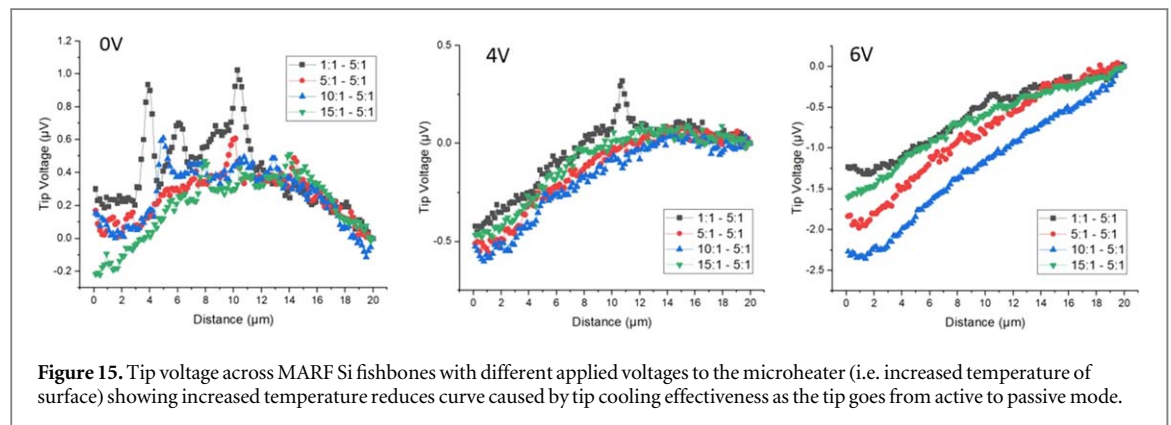 0V
1.2
1.0
0.8
0.6
0.4
0.2
0.0
-0.2
Tip Voltage (µV)
0 2 4 6 8 10 12 14 16 18 20
Distance (µm)
1:1 - 5:1
5:1 - 5:1
10:1 - 5:1
15:1 - 5:1
4V
0.5
0.0
-0.5
Tip Voltage (µV)
0 2 4 6 8 10 12 14 16 18 20
Distance (µm)
1:1 - 5:1
5:1 - 5:1
10:1 - 5:1
15:1 - 5:1
6V
0.0
-0.5
-1.0
-1.5
-2.0
-2.5
Tip Voltage (µV)
0 2 4 6 8 10 12 14 16 18 20
Distance (µm)
1:1 - 5:1
5:1 - 5:1
10:1 - 5:1
15:1 - 5:1
Figure 15. Tip voltage across MARF Si fishbones with different applied voltages to the microheater (i.e. increased temperature of
surface) showing increased temperature reduces curve caused by tip cooling effectiveness as the tip goes from active to passive mode.